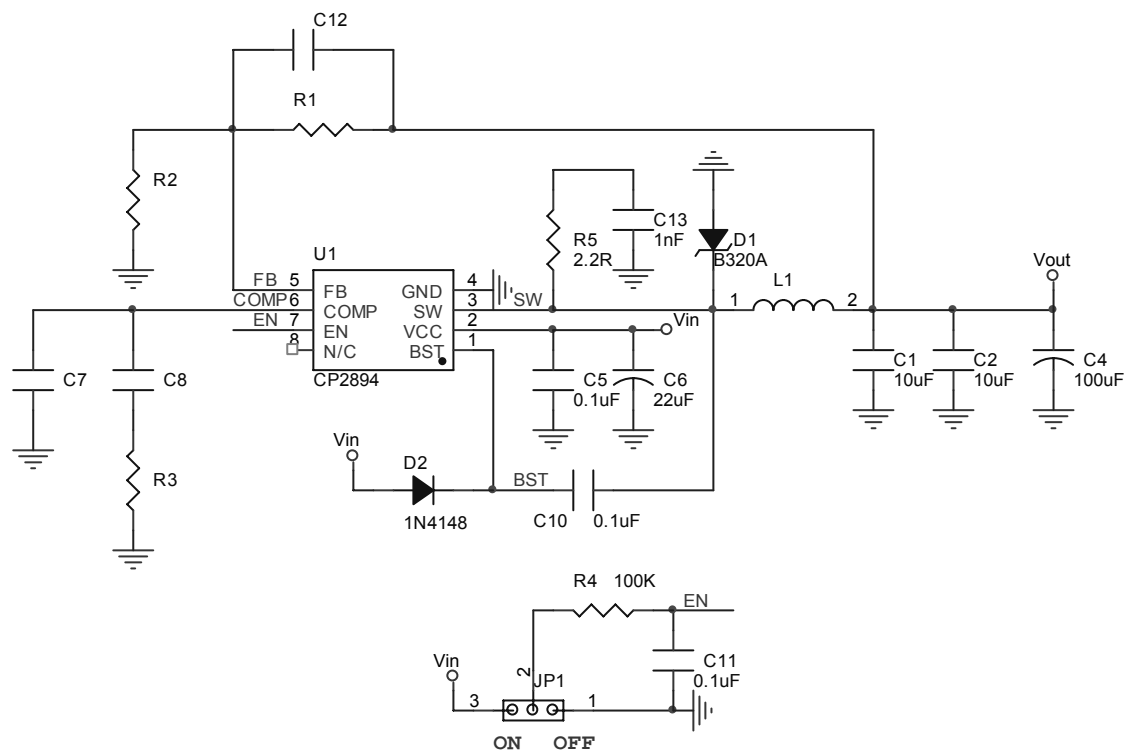 C12
R1
R2
R5
2.2R
C13
1nF
D1
B320A
U1
L1
Vout
FB 5 FB GND 4
COMP 6 COMP SW 3 SW 1 2
EN 7 EN VCC 2 Vin
8 N/C BST 1
CP2894
C7
C8
C5
0.1uF
C6
22uF
C1
10uF
C2
10uF
C4
100uF
R3
Vin
D2
1N4148
BST
C10 0.1uF
R4 100K
EN
Vin
2
JP1
C11
0.1uF
3 1
ON OFF